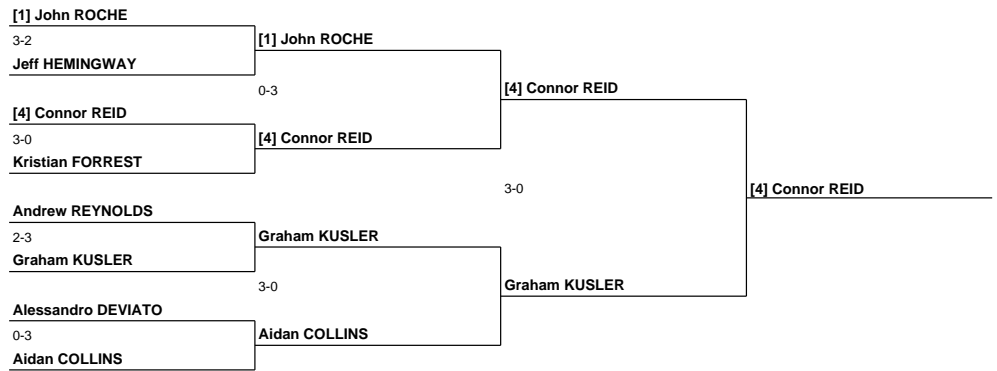 [1] John ROCHE
3-2
Jeff HEMINGWAY
[1] John ROCHE
0-3
[4] Connor REID
3-0
Kristian FORREST
[4] Connor REID
[4] Connor REID
3-0
Andrew REYNOLDS
2-3
Graham KUSLER
Graham KUSLER
3-0
Alessandro DEVIATO
0-3
Aidan COLLINS
Aidan COLLINS
Graham KUSLER
[4] Connor REID